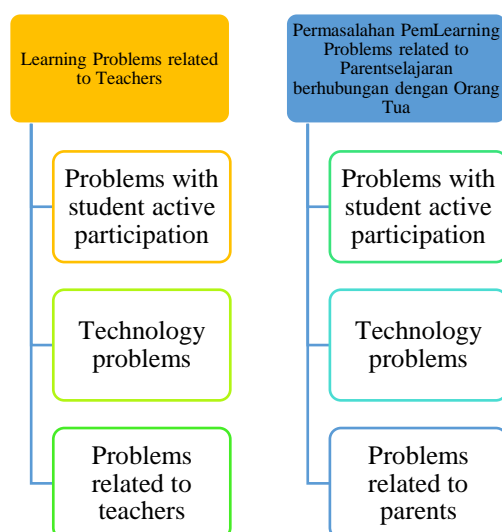 Learning Problems related
to Teachers
Problems with
student active
participation
Technology
problems
Problems
related to
teachers
Permasalahan PemLearning
Problems related to
Parentselajaran
berhubungan dengan Orang
Tua
Problems with
student active
participation
Technology
problems
Problems
related to
parents